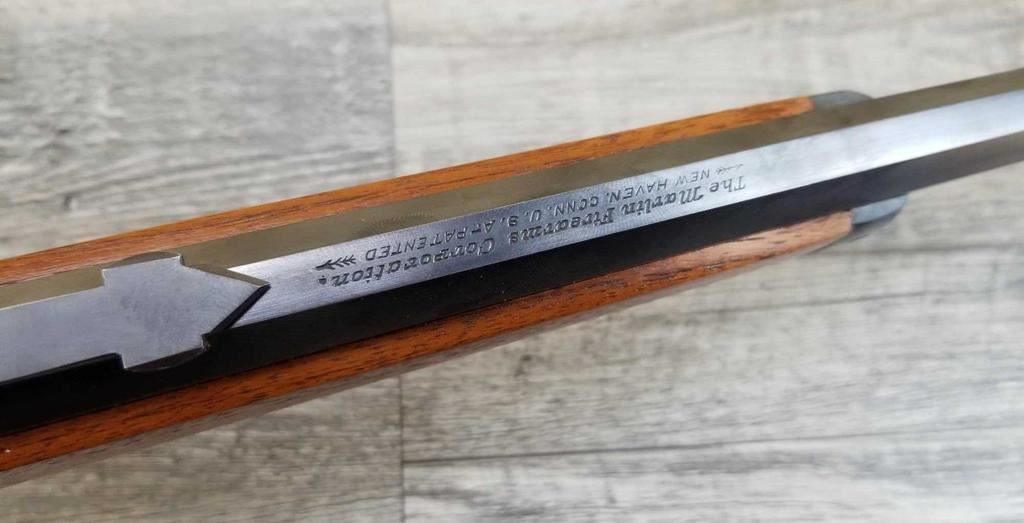 The Marlin Firearms Corporation.
NEW HAVEN, CONN. U. S. A. - PATENTED